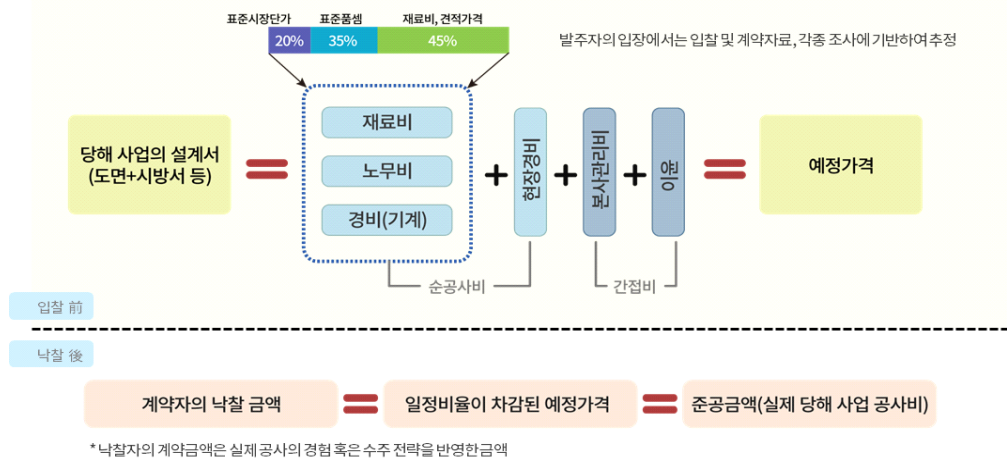 표준시장단가 표준품셈 재료비, 견적가격
20% 35% 45%
발주자의 입장에서는 입찰 및 계약자료, 각종 조사에 기반하여 추정
당해 사업의 설계서
(도면+시방서 등)
=
재료비
노무비
경비(기계)
+
현장경비
+
본사관리비
+
이윤
=
예정가격
순공사비
간접비
입찰 前
낙찰 後
계약자의 낙찰 금액 = 일정비율이 차감된 예정가격 = 준공금액(실제 당해 사업 공사비)
* 낙찰자의 계약금액은 실제 공사의 경험 혹은 수주 전략을 반영한 금액